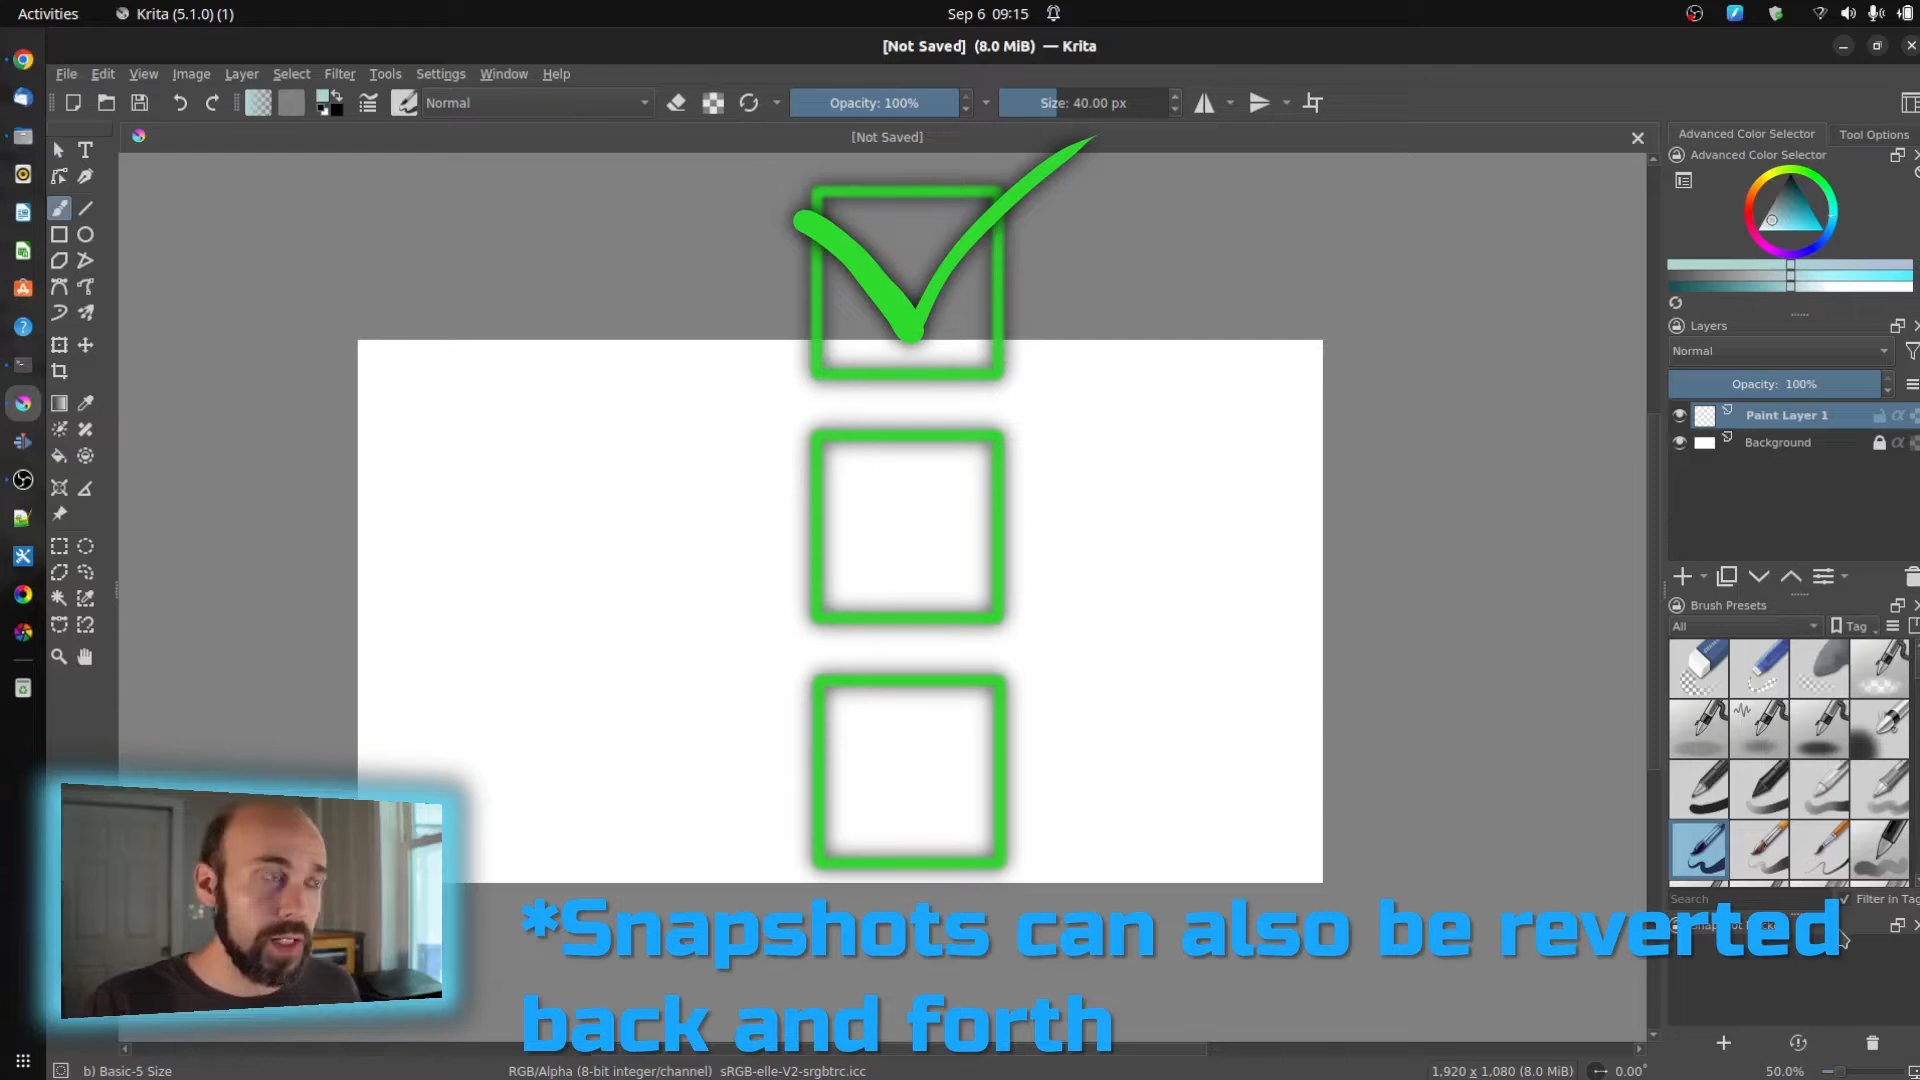 Activities
Krita (5.1.0) (1)
Sep 6 09:15
[Not Saved] (8.0 MiB) — Krita
File Edit View Image Layer Select Filter Tools Settings Window Help
Normal
Opacity: 100%
Size: 40.00 px
[Not Saved]
Advanced Color Selector
Tool Options
Advanced Color Selector
Layers
Normal
Opacity: 100%
Paint Layer 1
Background
Brush Presets
All
Tag
Search
Filter in Tag
*Snapshots can also be reverted
back and forth
b) Basic-5 Size
RGB/Alpha (8-bit integer/channel) sRGB-elle-V2-srgbtrc.icc
1,920 x 1,080 (8.0 MiB)
0.00°
50.0%